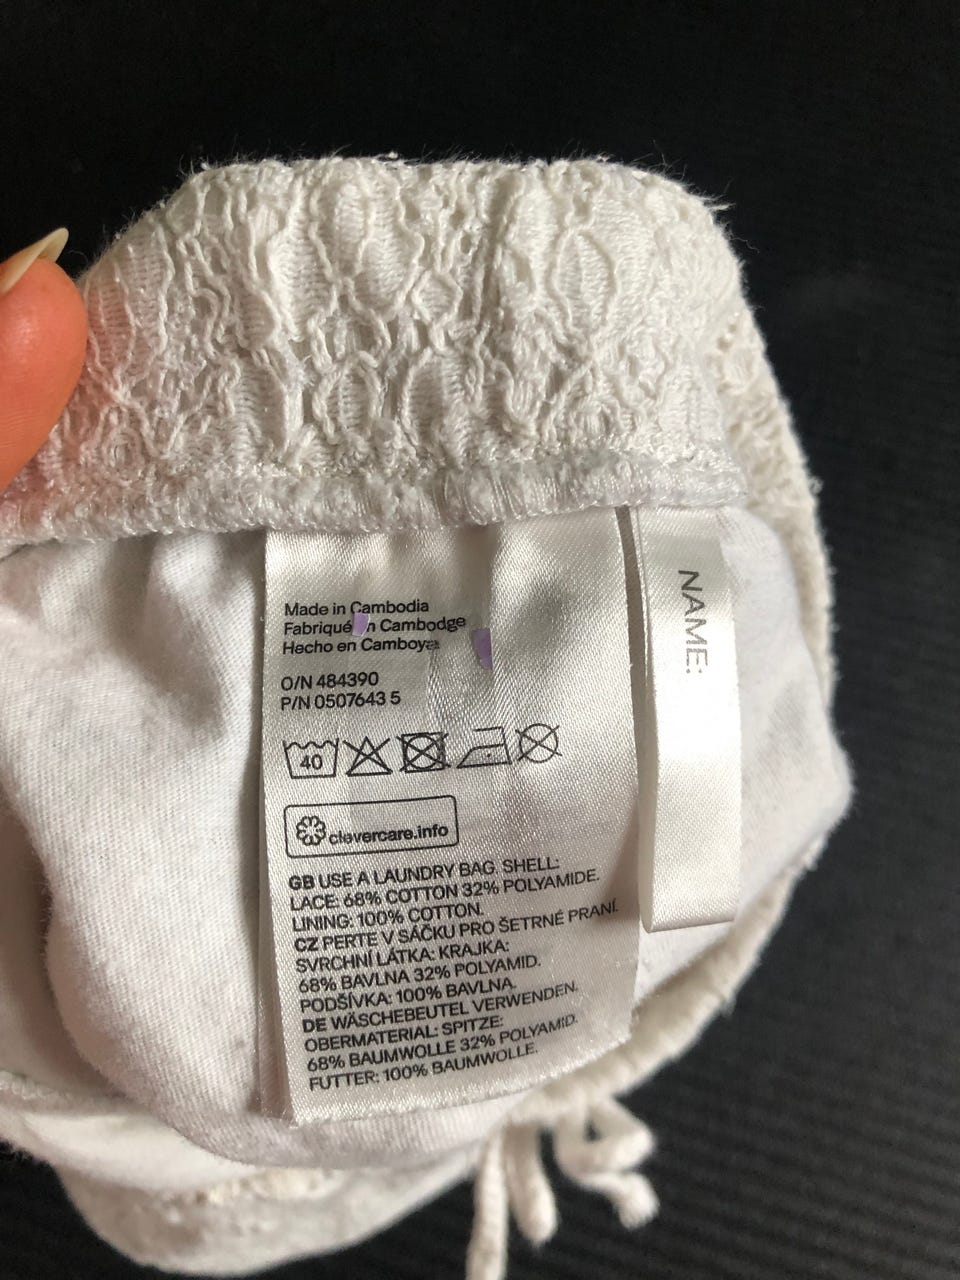 Made in Cambodia
Fabriqué en Cambodge
Hecho en Camboya
O/N 484390
P/N 0507643 5
40
clevercare.info
GB USE A LAUNDRY BAG. SHELL:
LACE: 68% COTTON 32% POLYAMIDE.
LINING: 100% COTTON.
CZ PERTE V SÁČKU PRO ŠETRNÉ PRANÍ.
SVRCHNÍ LÁTKA: KRAJKA:
68% BAVLNA 32% POLYAMID.
PODŠÍVKA: 100% BAVLNA.
DE WÄSCHEBEUTEL VERWENDEN.
OBERMATERIAL: SPITZE:
68% BAUMWOLLE 32% POLYAMID.
FUTTER: 100% BAUMWOLLE.
NAME: